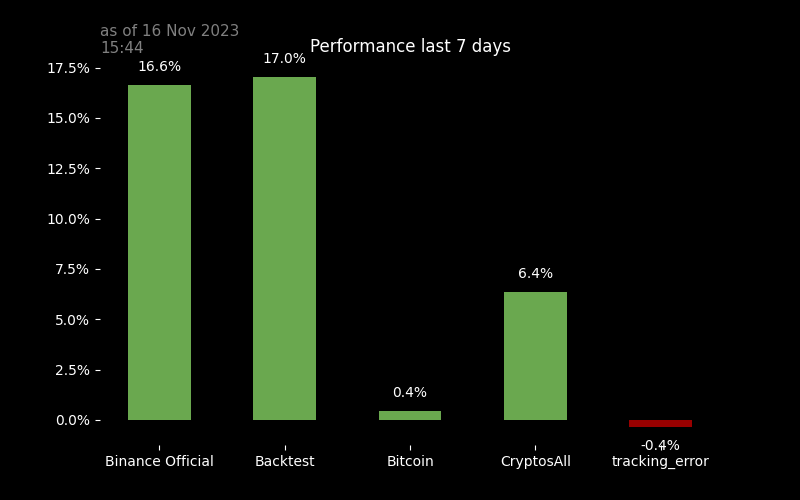 as of 16 Nov 2023
15:44
Performance last 7 days
17.5%
15.0%
12.5%
10.0%
7.5%
5.0%
2.5%
0.0%
16.6%
17.0%
0.4%
6.4%
-0.4%
Binance Official
Backtest
Bitcoin
CryptosAll
tracking_error